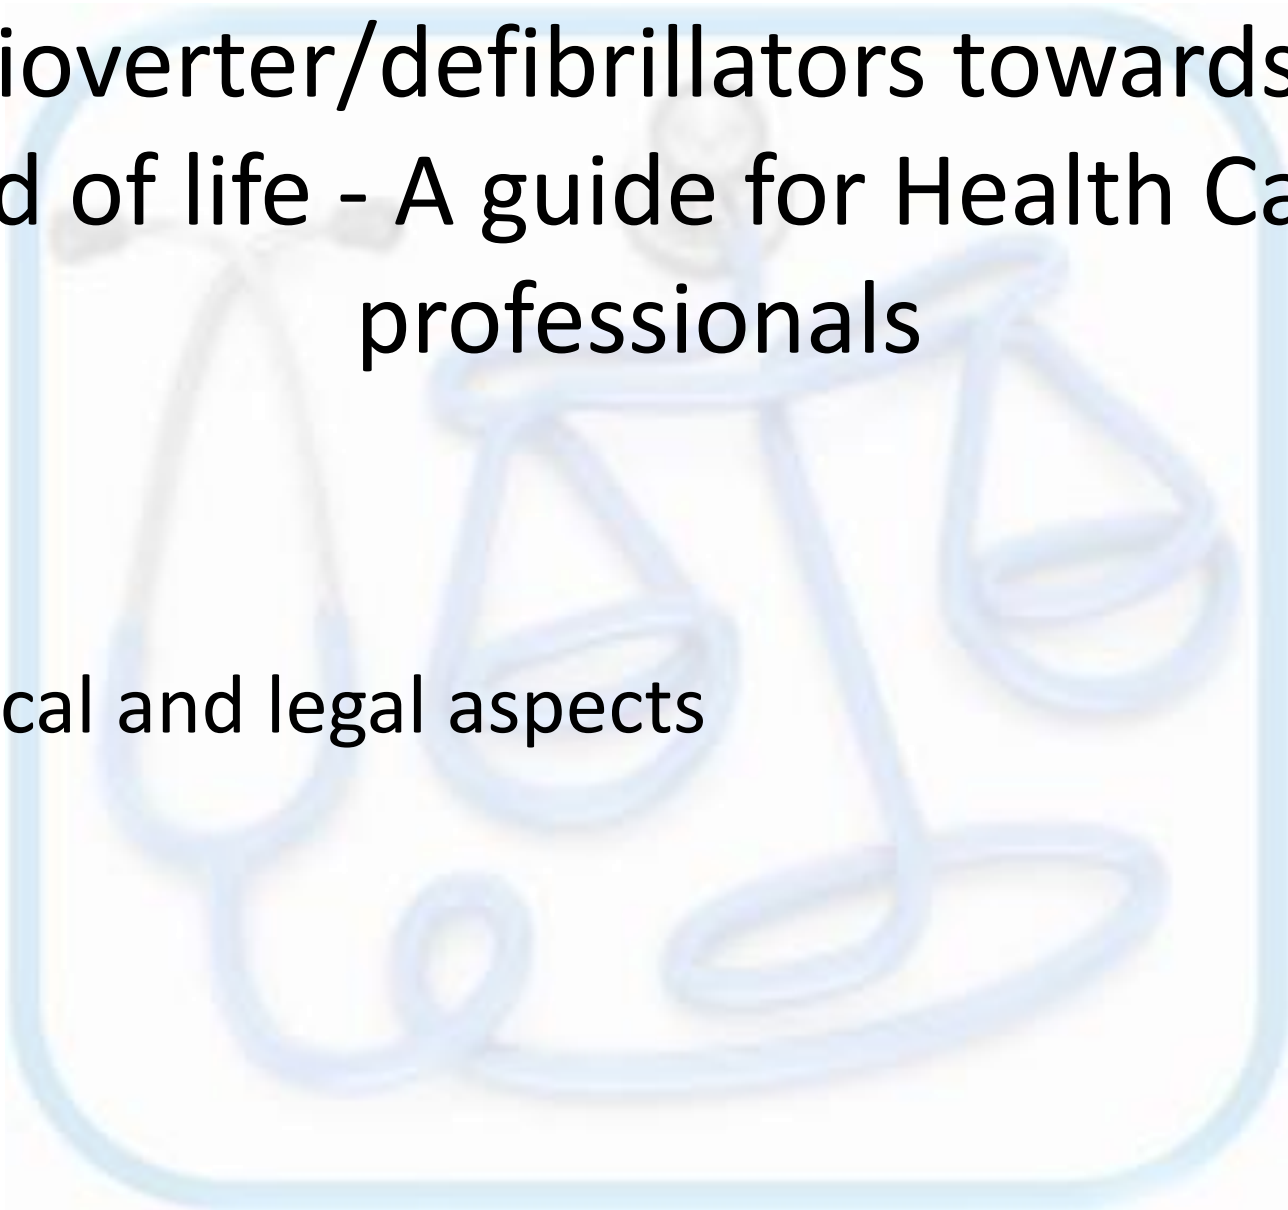 ioverter/defibrillators towards
d of life - A guide for Health Ca
professionals
cal and legal aspects